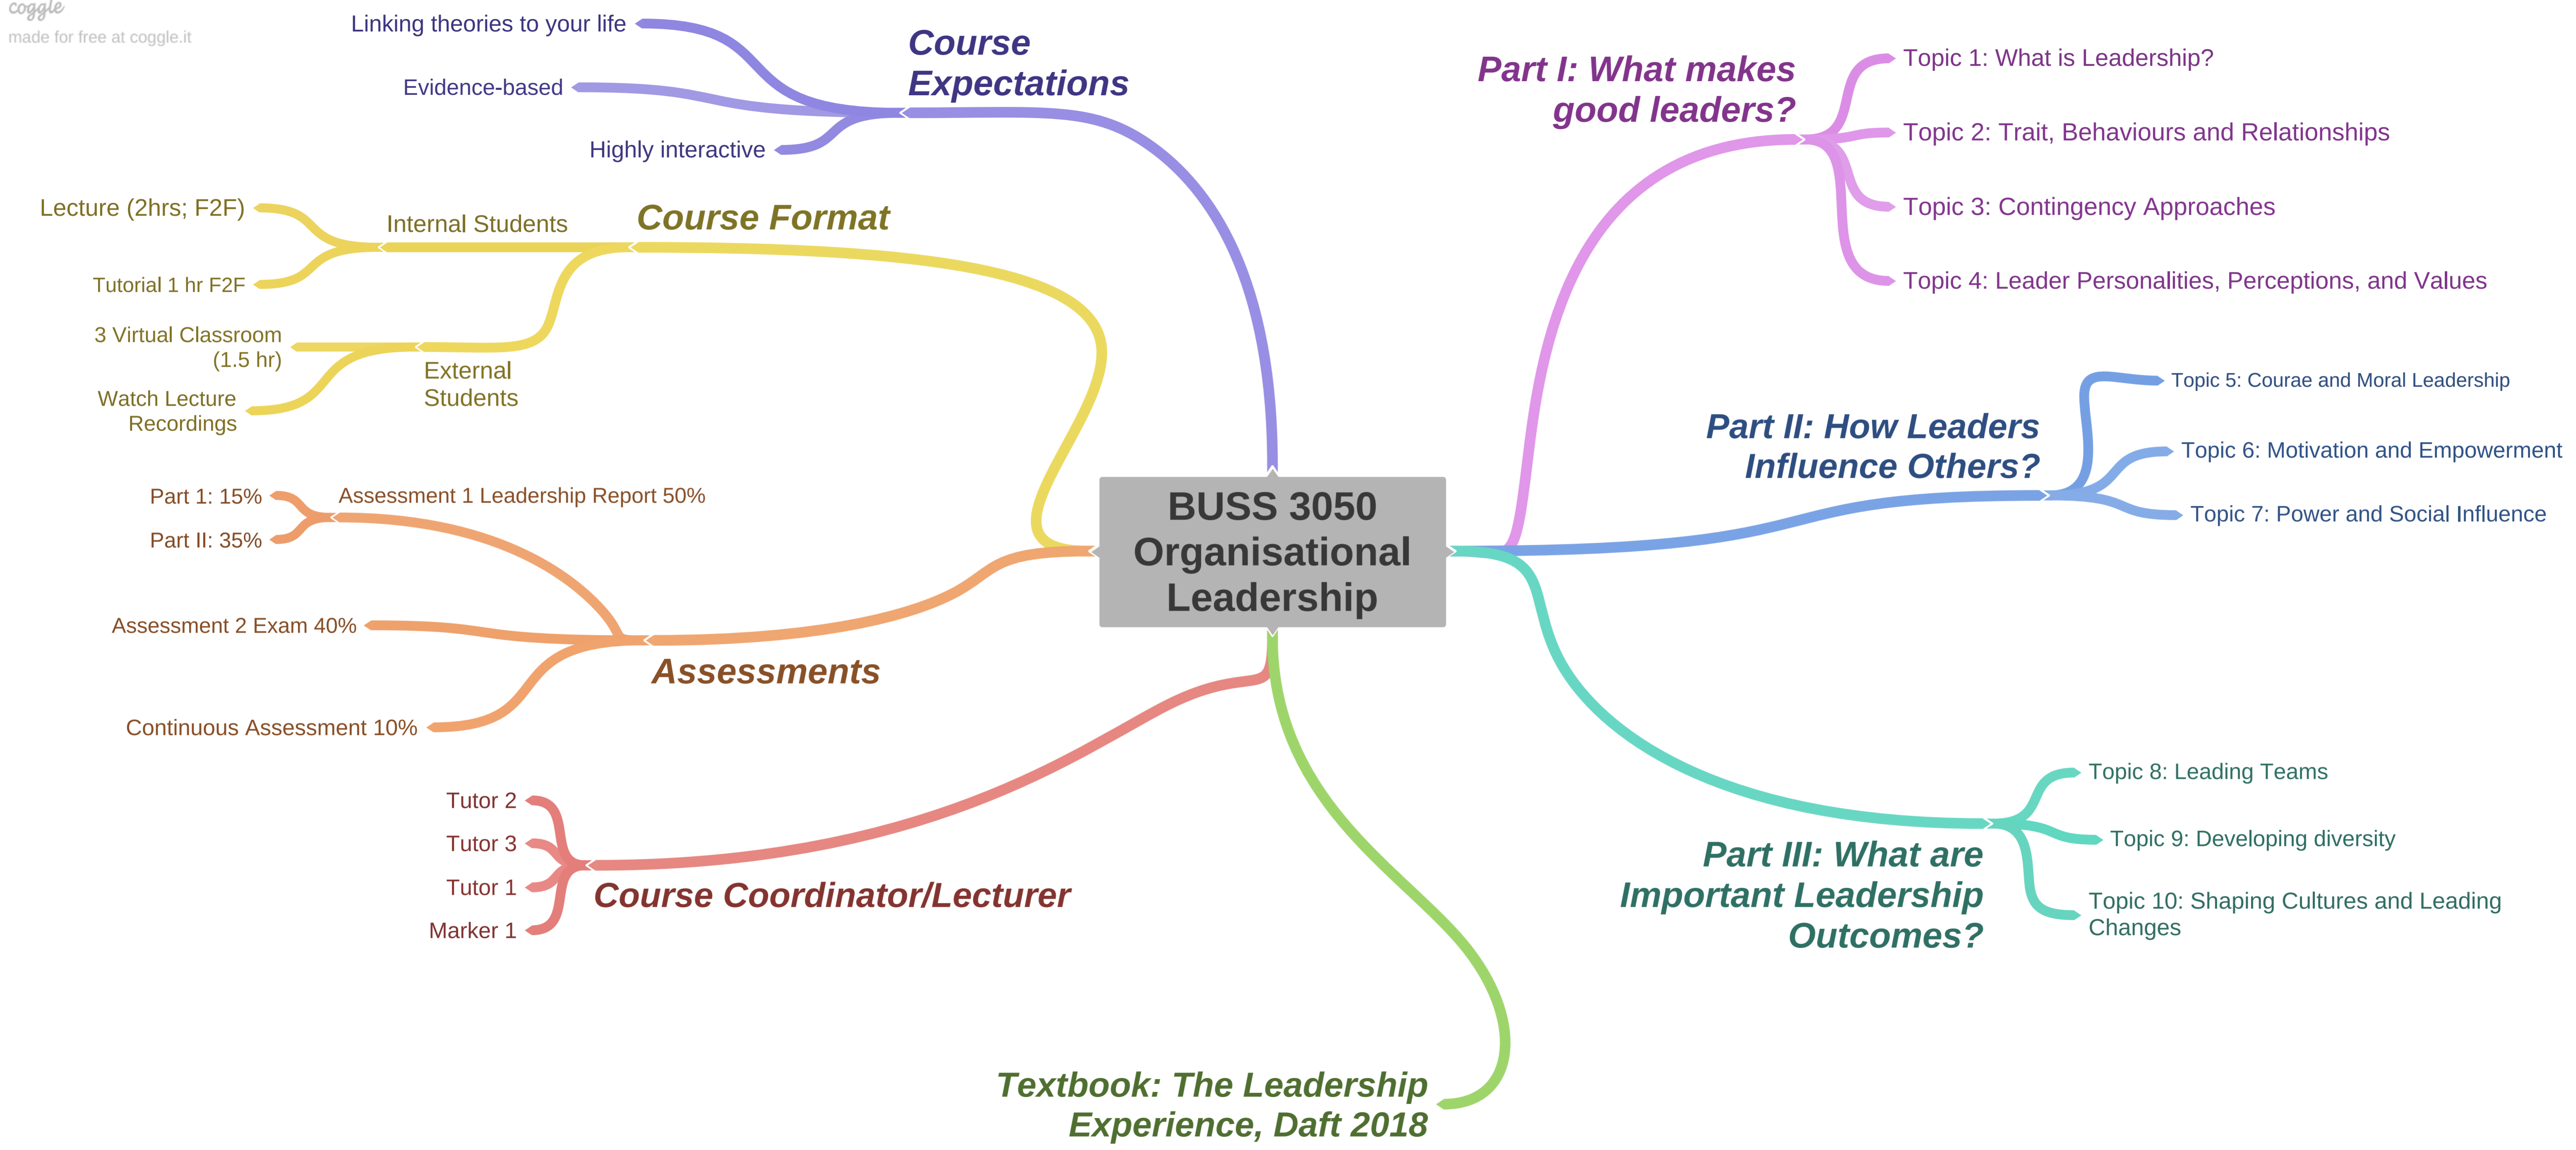 coggle
made for free at coggle.it
Linking theories to your life
Evidence-based
Highly interactive
Course
Expectations
Lecture (2hrs; F2F)
Tutorial 1 hr F2F
Internal Students
Course Format
3 Virtual Classroom
(1.5 hr)
Watch Lecture
Recordings
External
Students
Part 1: 15%
Part II: 35%
Assessment 1 Leadership Report 50%
Assessment 2 Exam 40%
Continuous Assessment 10%
Assessments
Tutor 2
Tutor 3
Tutor 1
Marker 1
Course Coordinator/Lecturer
BUSS 3050
Organisational
Leadership
Textbook: The Leadership
Experience, Daft 2018
Part I: What makes
good leaders?
Topic 1: What is Leadership?
Topic 2: Trait, Behaviours and Relationships
Topic 3: Contingency Approaches
Topic 4: Leader Personalities, Perceptions, and Values
Part II: How Leaders
Influence Others?
Topic 5: Courae and Moral Leadership
Topic 6: Motivation and Empowerment
Topic 7: Power and Social Influence
Part III: What are
Important Leadership
Outcomes?
Topic 8: Leading Teams
Topic 9: Developing diversity
Topic 10: Shaping Cultures and Leading
Changes